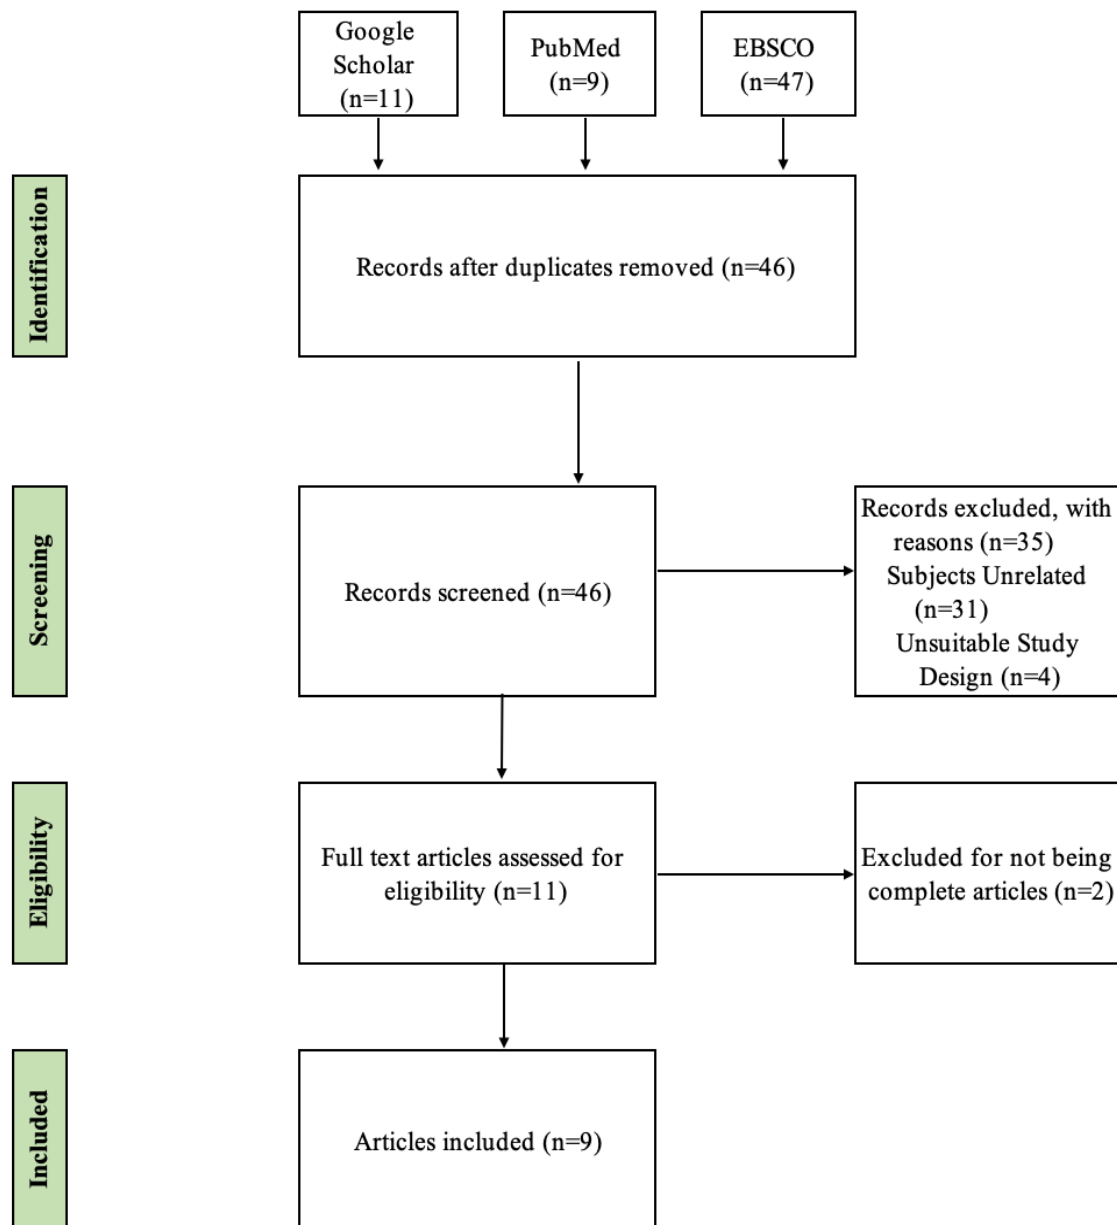 Google
Scholar
(n=11)
PubMed
(n=9)
EBSCO
(n=47)
Identification
Records after duplicates removed (n=46)
Screening
Records screened (n=46)
Records excluded, with
reasons (n=35)
Subjects Unrelated
(n=31)
Unsuitable Study
Design (n=4)
Eligibility
Full text articles assessed for
eligibility (n=11)
Excluded for not being
complete articles (n=2)
Included
Articles included (n=9)